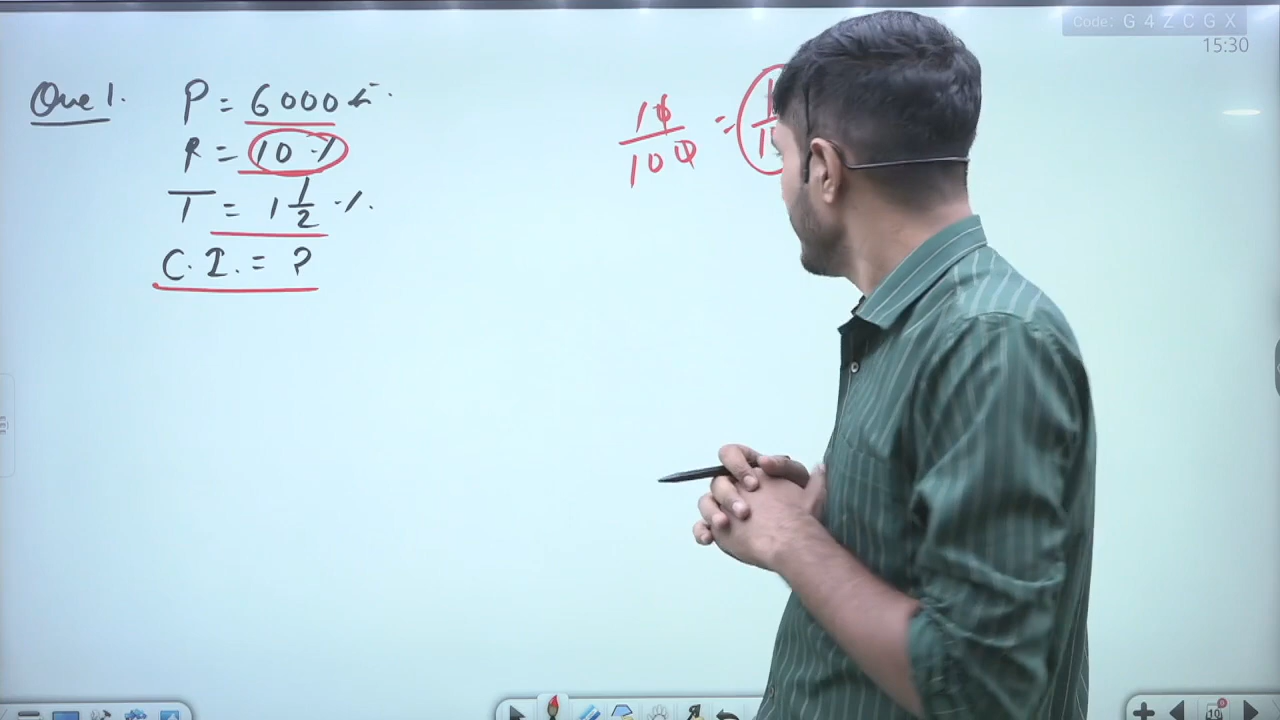 Code: G 4 Z C G X
15:30
Que 1.
P = 6000
R = 10 %
T = 1 1/2 %.
C.I. = ?
10/100 =